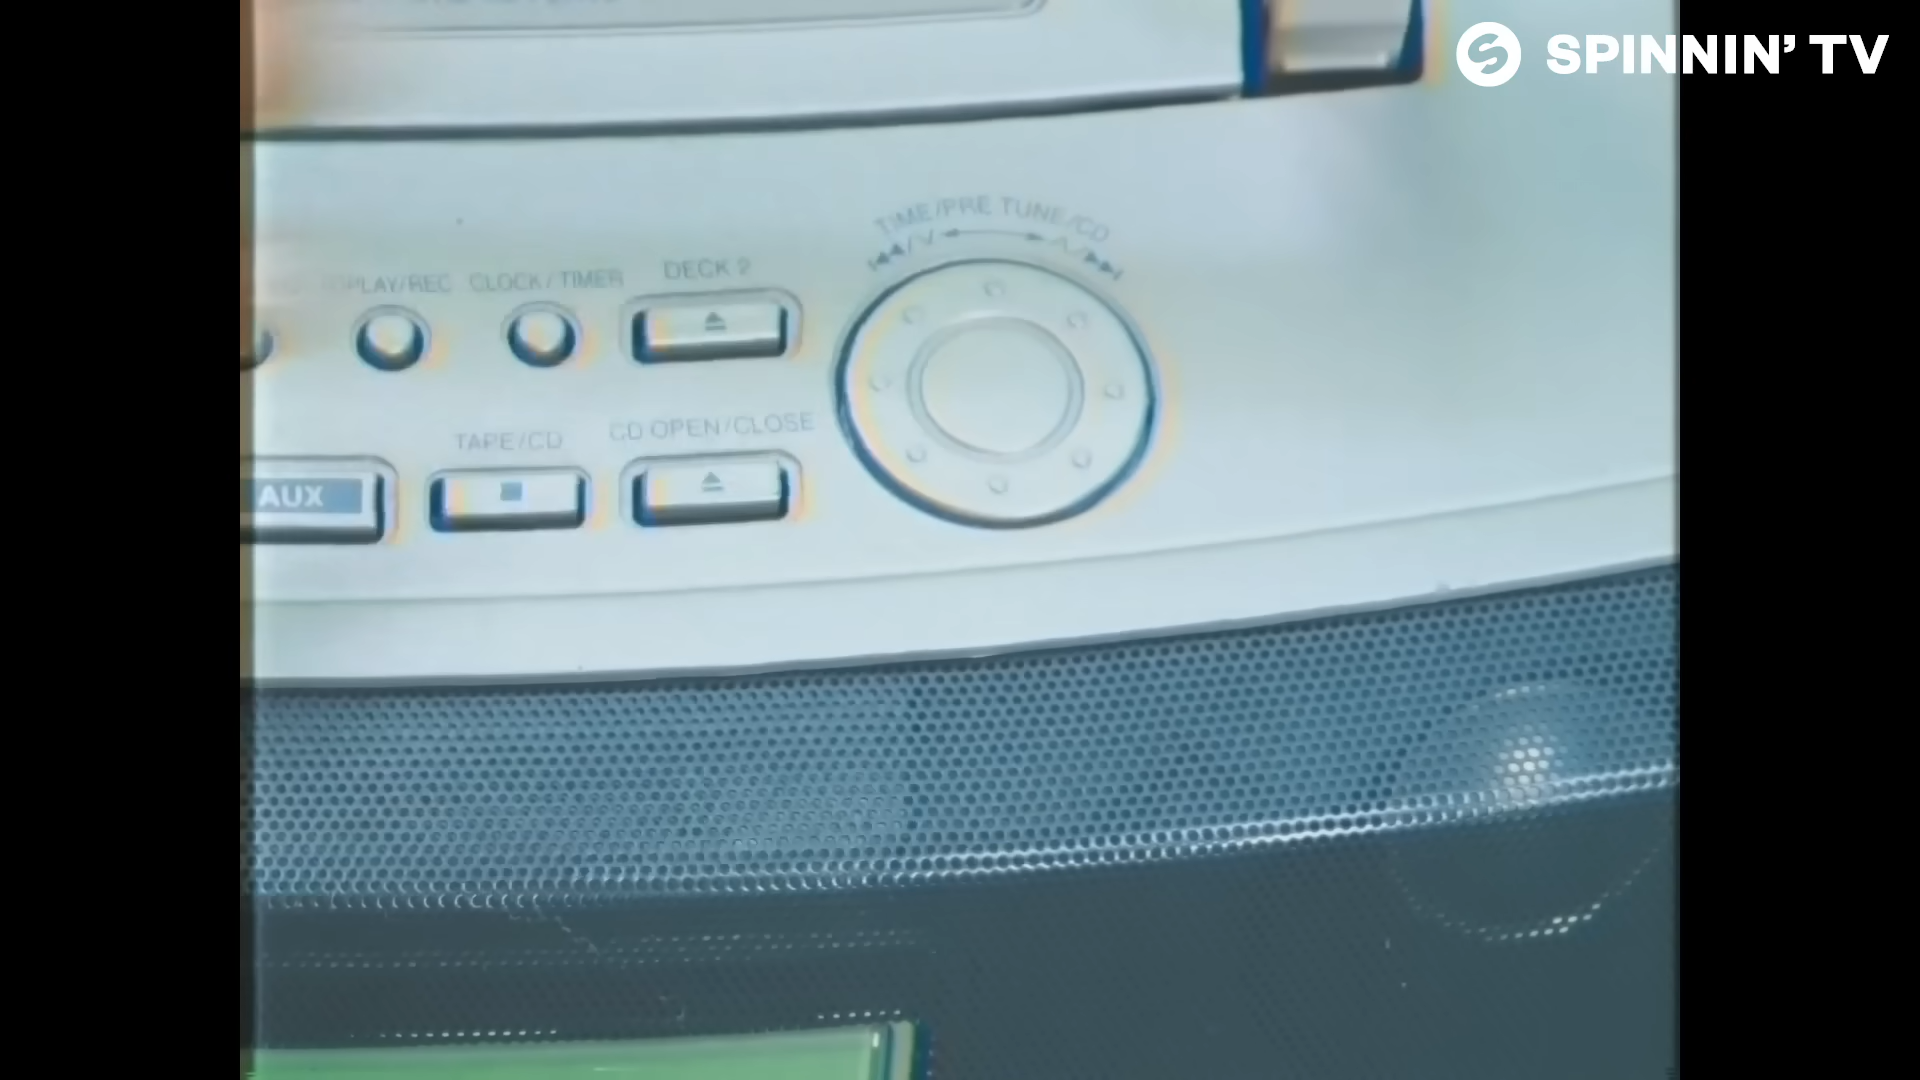 SPINNIN' TV
TIME/PRE TUNE/CD
PLAY/REC CLOCK/TIMER DECK 2
TAPE/CD CD OPEN/CLOSE
AUX